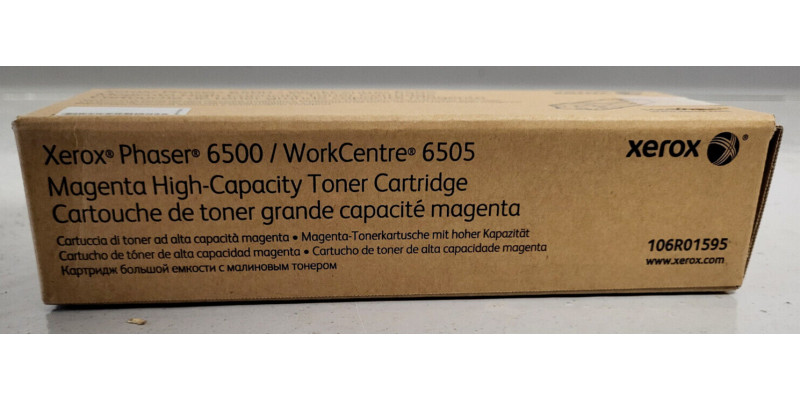 Xerox® Phaser® 6500 / WorkCentre® 6505
Magenta High-Capacity Toner Cartridge
Cartouche de toner grande capacité magenta
Cartuccia di toner ad alta capacità magenta • Magenta-Tonerkartusche mit hoher Kapazität
Cartucho de tóner de alta capacidad magenta • Cartucho de toner de alta capacidade magenta
Картридж большой емкости с малиновым тонером
xerox®
106R01595
www.xerox.com